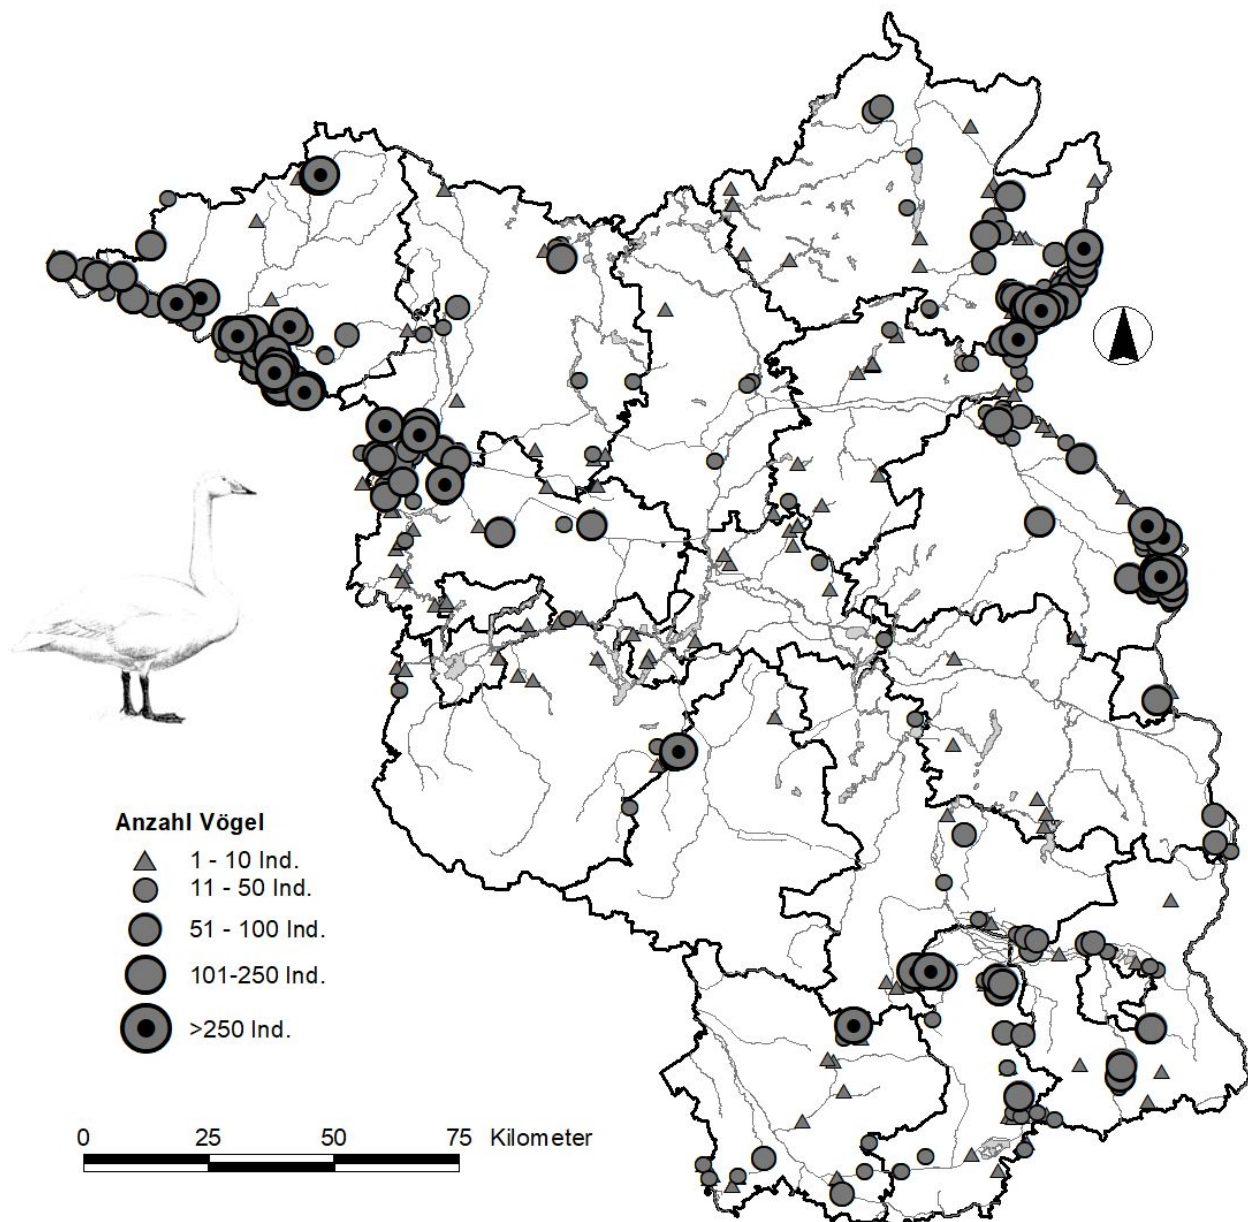 Anzahl Vögel
1 - 10 Ind.
11 - 50 Ind.
51 - 100 Ind.
101-250 Ind.
>250 Ind.
0 25 50 75 Kilometer